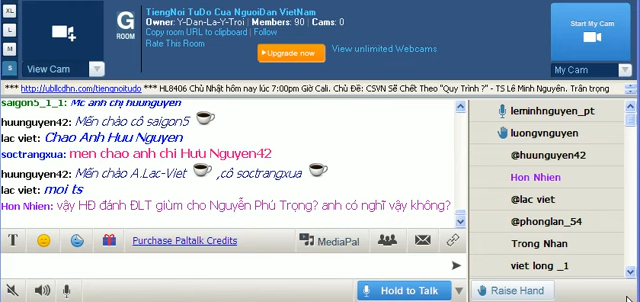 XL
L
M
S
View Cam
G
ROOM
TiengNoi TuDo Cua NguoiDan VietNam
Owner: Y-Dan-La-Y-Troi | Members: 90 | Cams: 0
Copy room URL to clipboard | Follow
Rate This Room
Upgrade now
View unlimited Webcams
Start My Cam
My Cam
*** http://ubllcdhn.com/tiengnoitudo *** HL8406 Chủ Nhật hôm nay lúc 7:00pm Giờ Cali. Chủ Đề: CSVN Sẽ Chết Theo "Quy Trình ?" - TS Lê Minh Nguyên. Trân trọng
saigon5_1_1: Mc anh chi huunguyen
huunguyen42: Mến chào cô saigon5
lac viet: Chao Anh Huu Nguyen
soctrangxua: men chao anh chi Hưu Nguyen42
huunguyen42: Mến chào A.Lac-Viet ,cô soctrangxua
lac viet: moi ts
Hon Nhien: vậy HĐ đánh ĐLT giùm cho Nguyễn Phú Trọng? anh có nghĩ vậy không?
T
Purchase Paltalk Credits
MediaPal
Hold to Talk
leminhnguyen_pt
luongvnguyen
@huunguyen42
Hon Nhien
@lac viet
@phonglan_54
Trong Nhan
viet long _1
Raise Hand